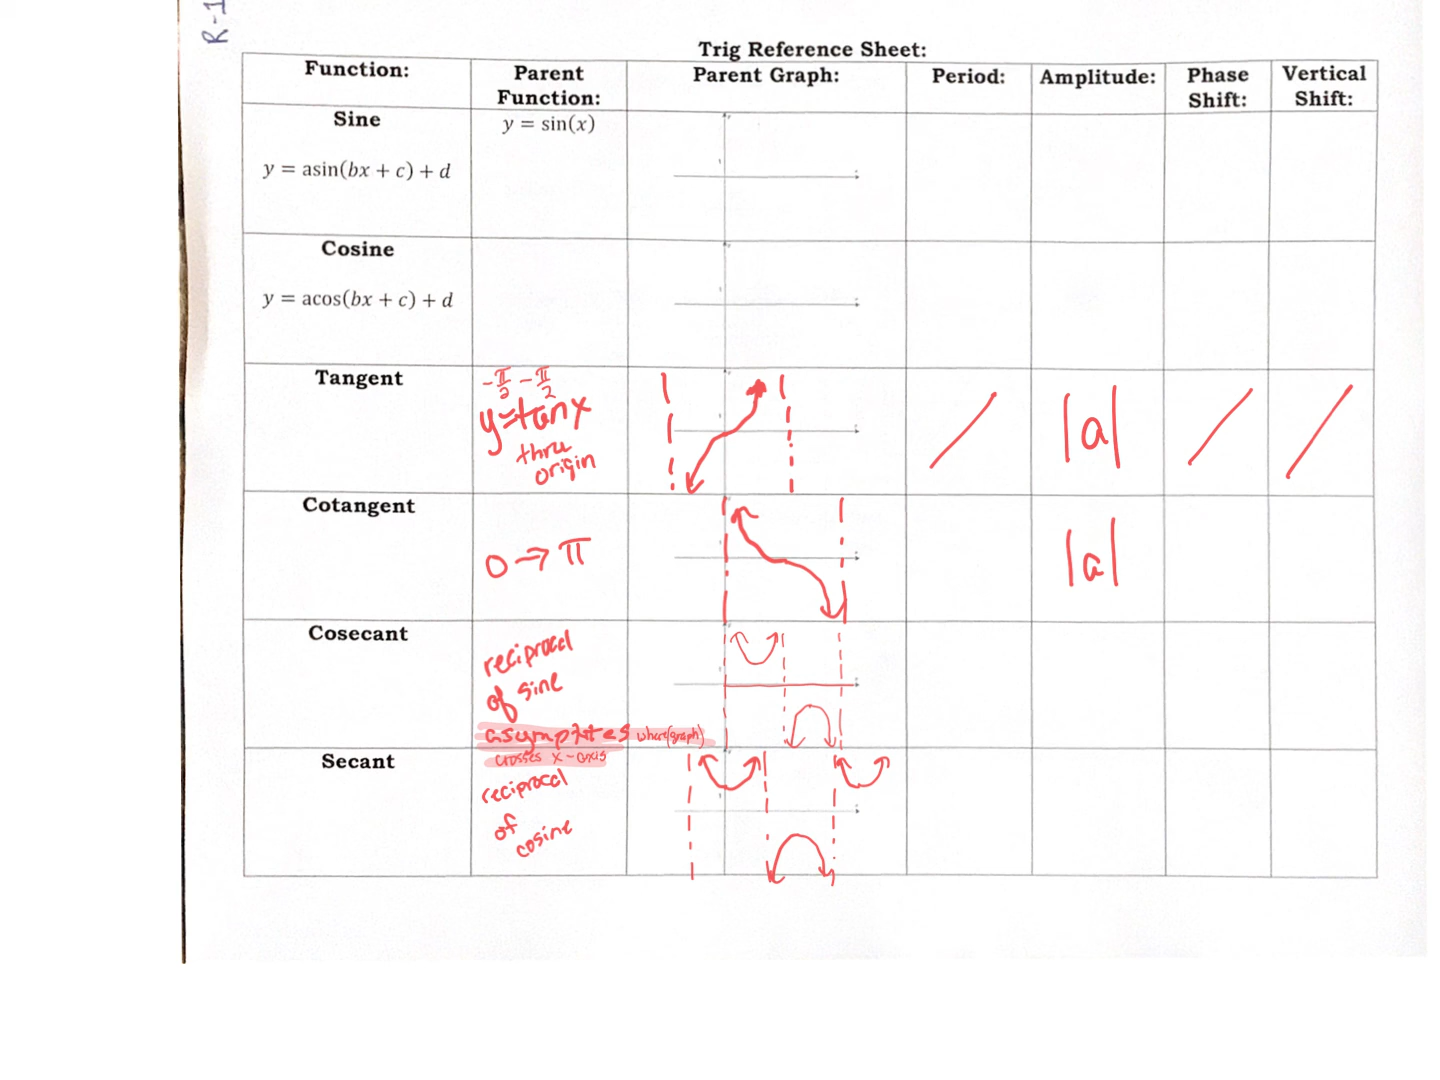 R-1
Trig Reference Sheet:
Function:
Parent Function:
Parent Graph:
Period:
Amplitude:
Phase Shift:
Vertical Shift:
Sine
y = sin(x)
y = asin(bx + c) + d
Cosine
y = acos(bx + c) + d
Tangent
-π/2 - π/2
y=tanx
thru
origin
|a|
Cotangent
0 → π
|a|
Cosecant
reciprocal
of sine
asymptotes where(graph)
crosses x-axis
Secant
reciprocal
of
cosine